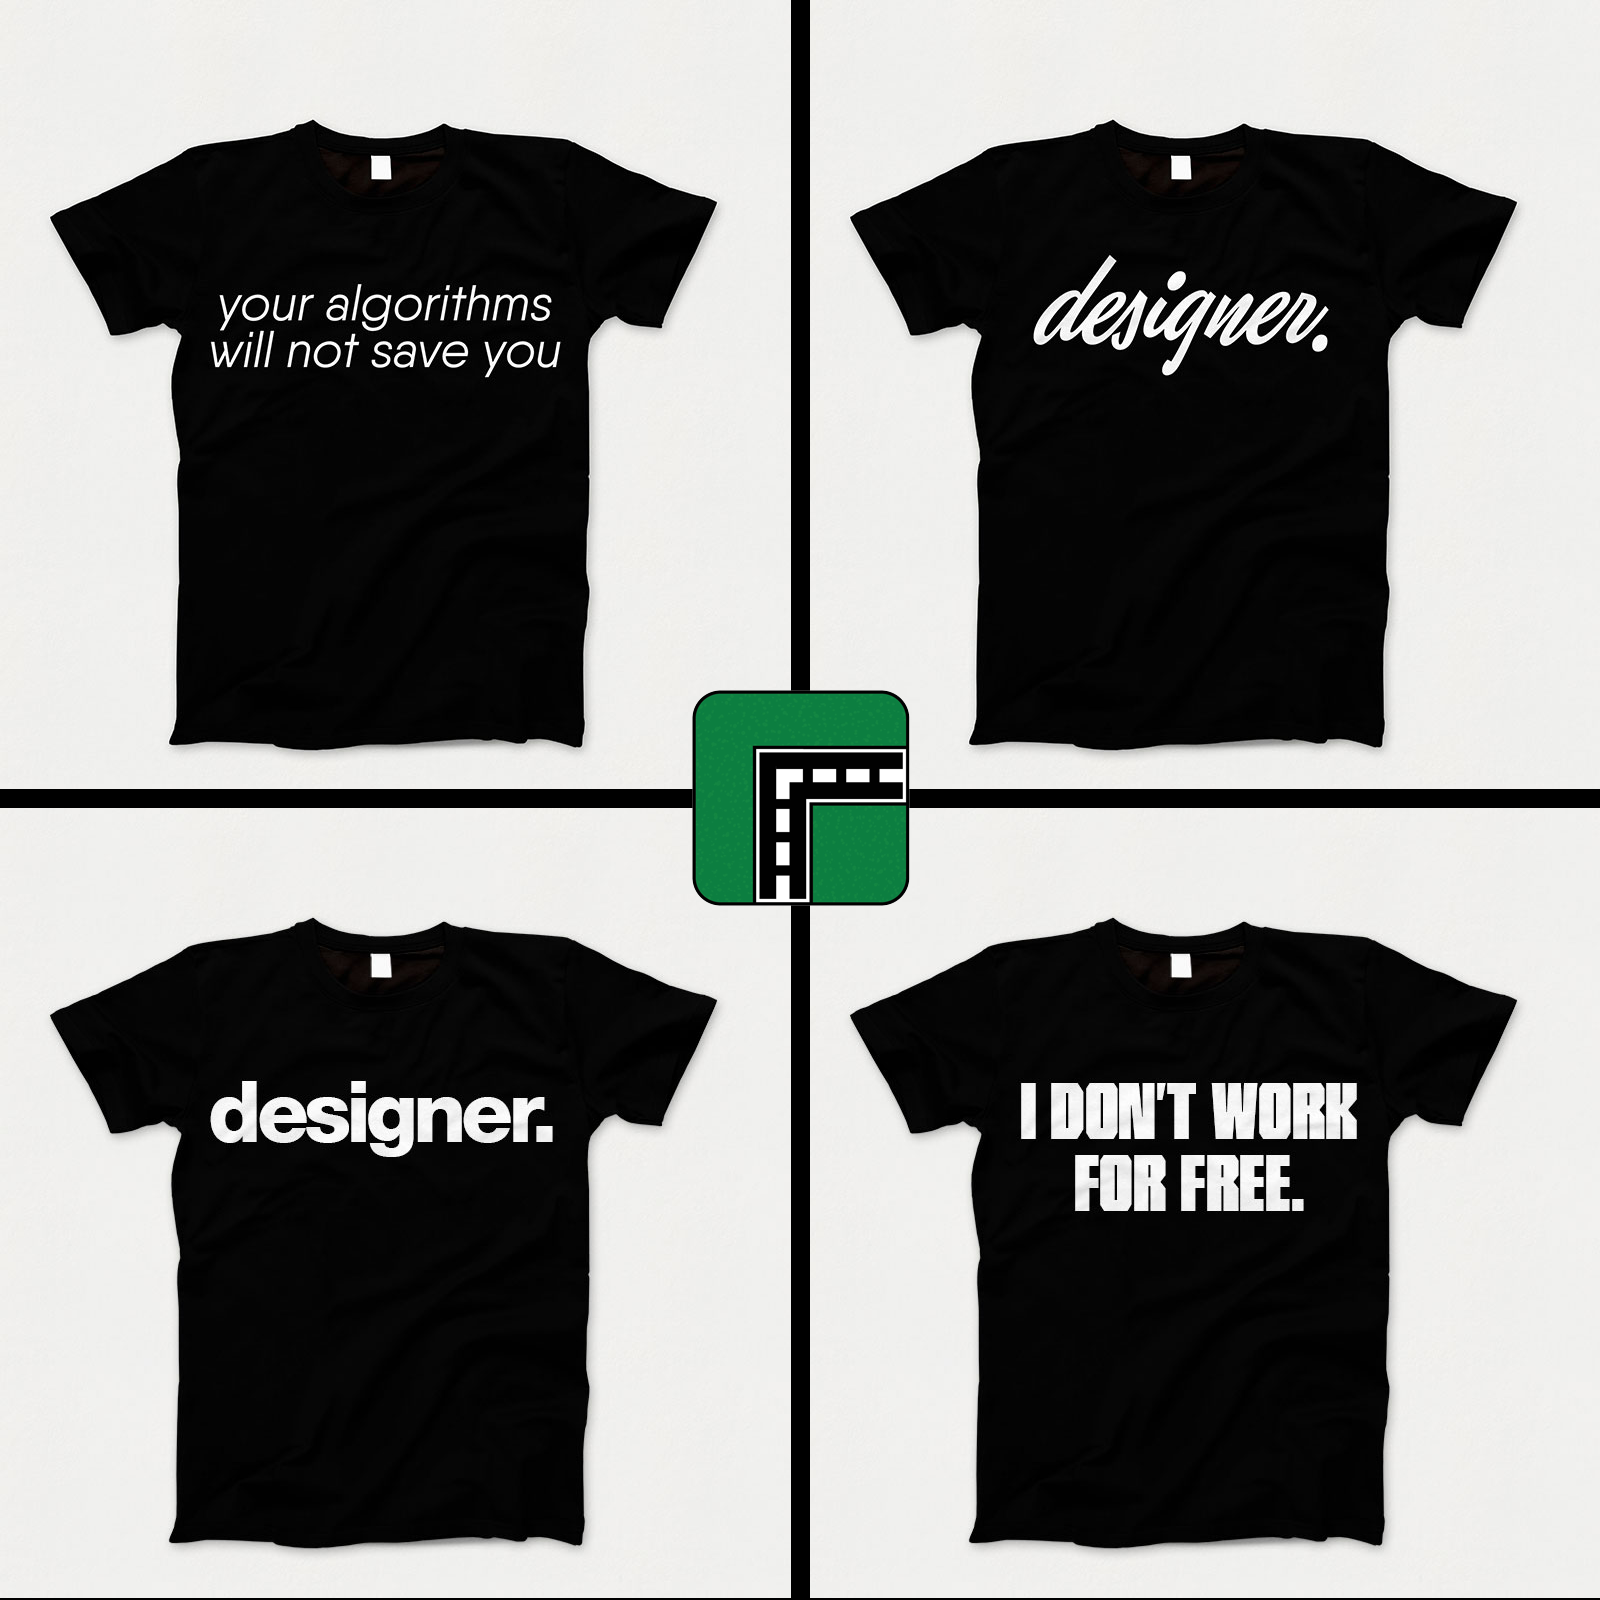 your algorithms
will not save you
designer.
designer.
I DON'T WORK
FOR FREE.